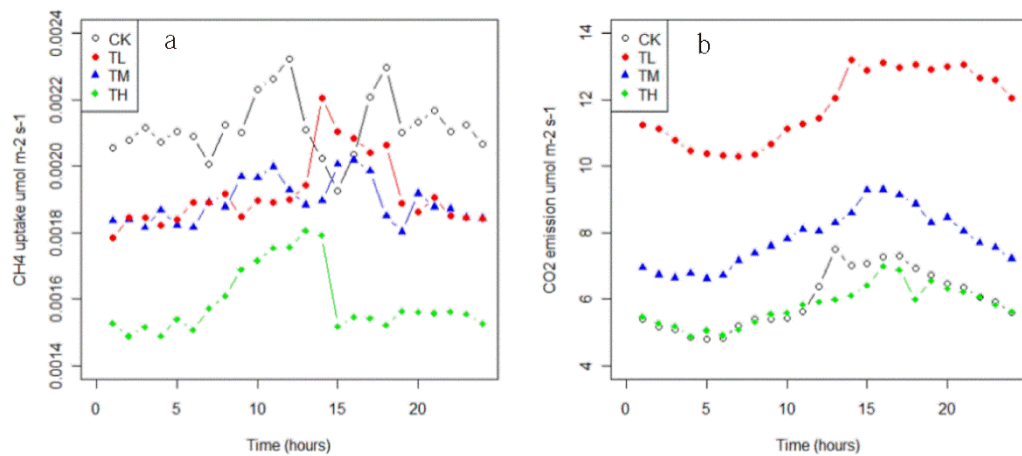 a
CK
TL
TM
TH
0.0024
0.0022
0.0020
0.0018
0.0016
0.0014
CH4 uptake umol m-2 s-1
0 5 10 15 20
Time (hours)
b
CK
TL
TM
TH
14
12
10
8
6
4
CO2 emission umol m-2 s-1
0 5 10 15 20
Time (hours)